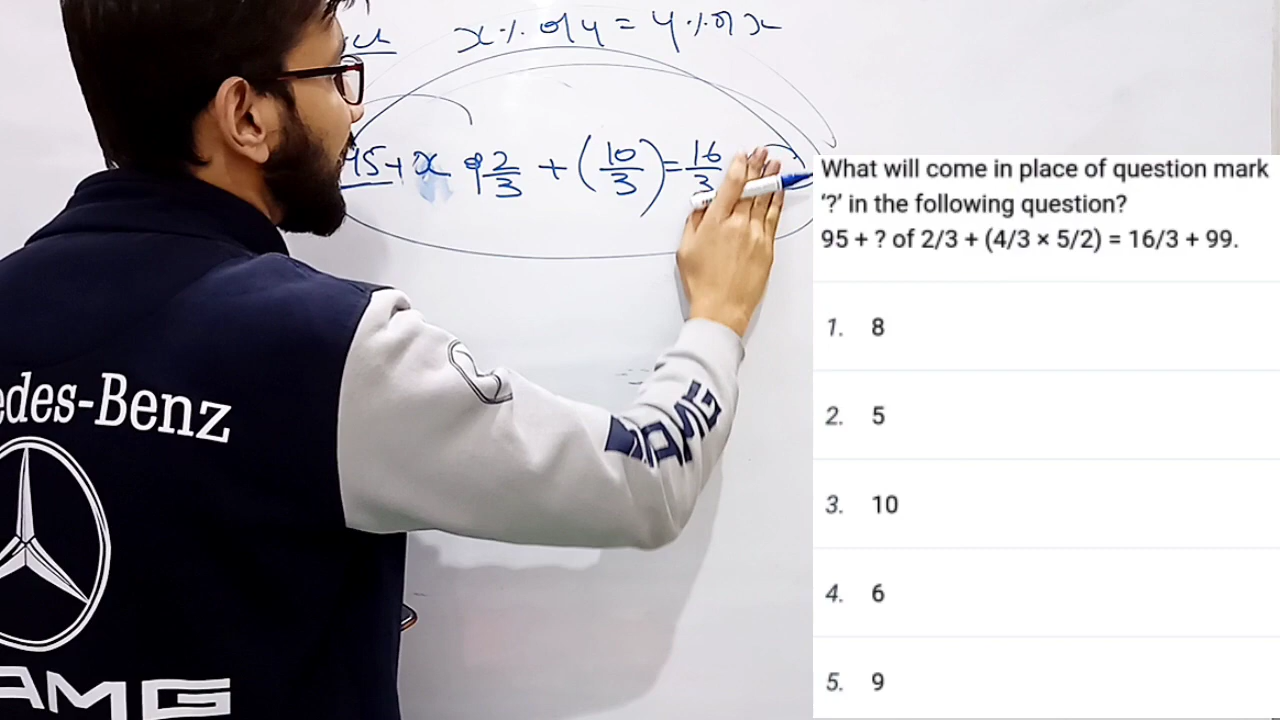 x % of y = y % of x
95 + x of 2/3 + (10/3) = 16/3
What will come in place of question mark
'?' in the following question?
95 + ? of 2/3 + (4/3 × 5/2) = 16/3 + 99.
1. 8
2. 5
3. 10
4. 6
5. 9
edes-Benz
AMG
AMG